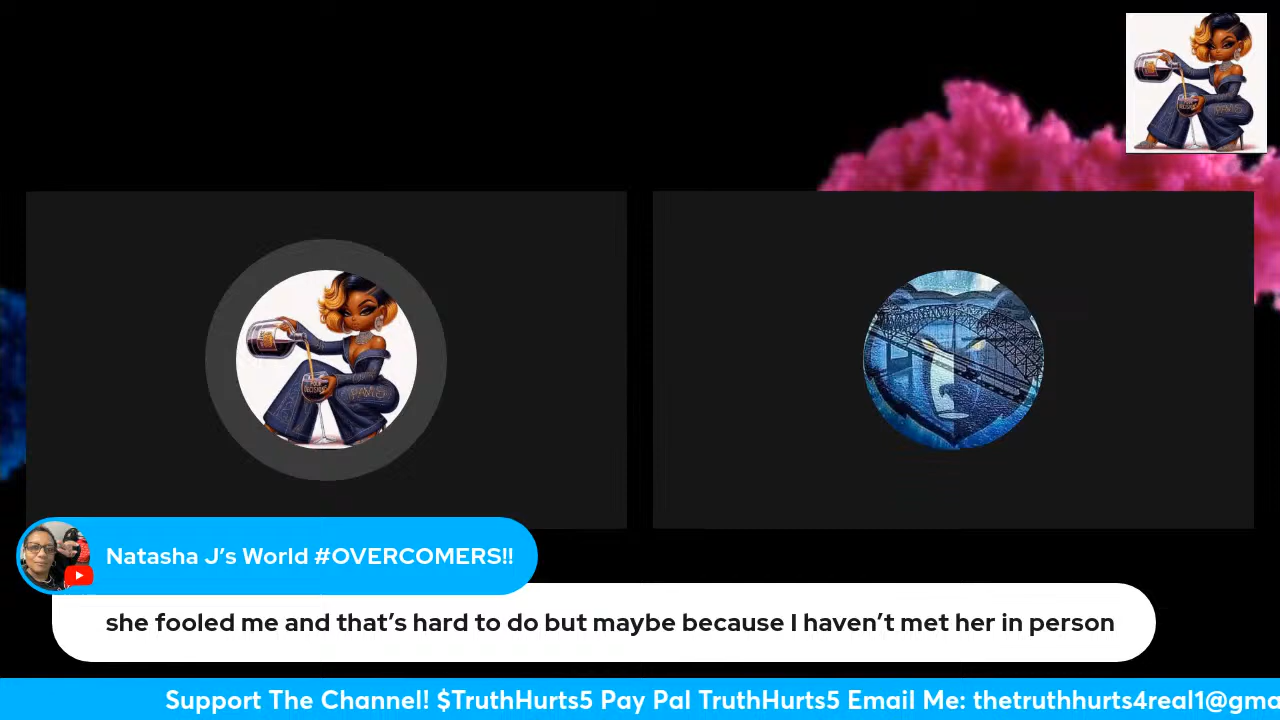 Natasha J's World #OVERCOMERS!!
she fooled me and that's hard to do but maybe because I haven't met her in person
Support The Channel! $TruthHurts5 Pay Pal TruthHurts5 Email Me: thetruthhurts4real1@gma